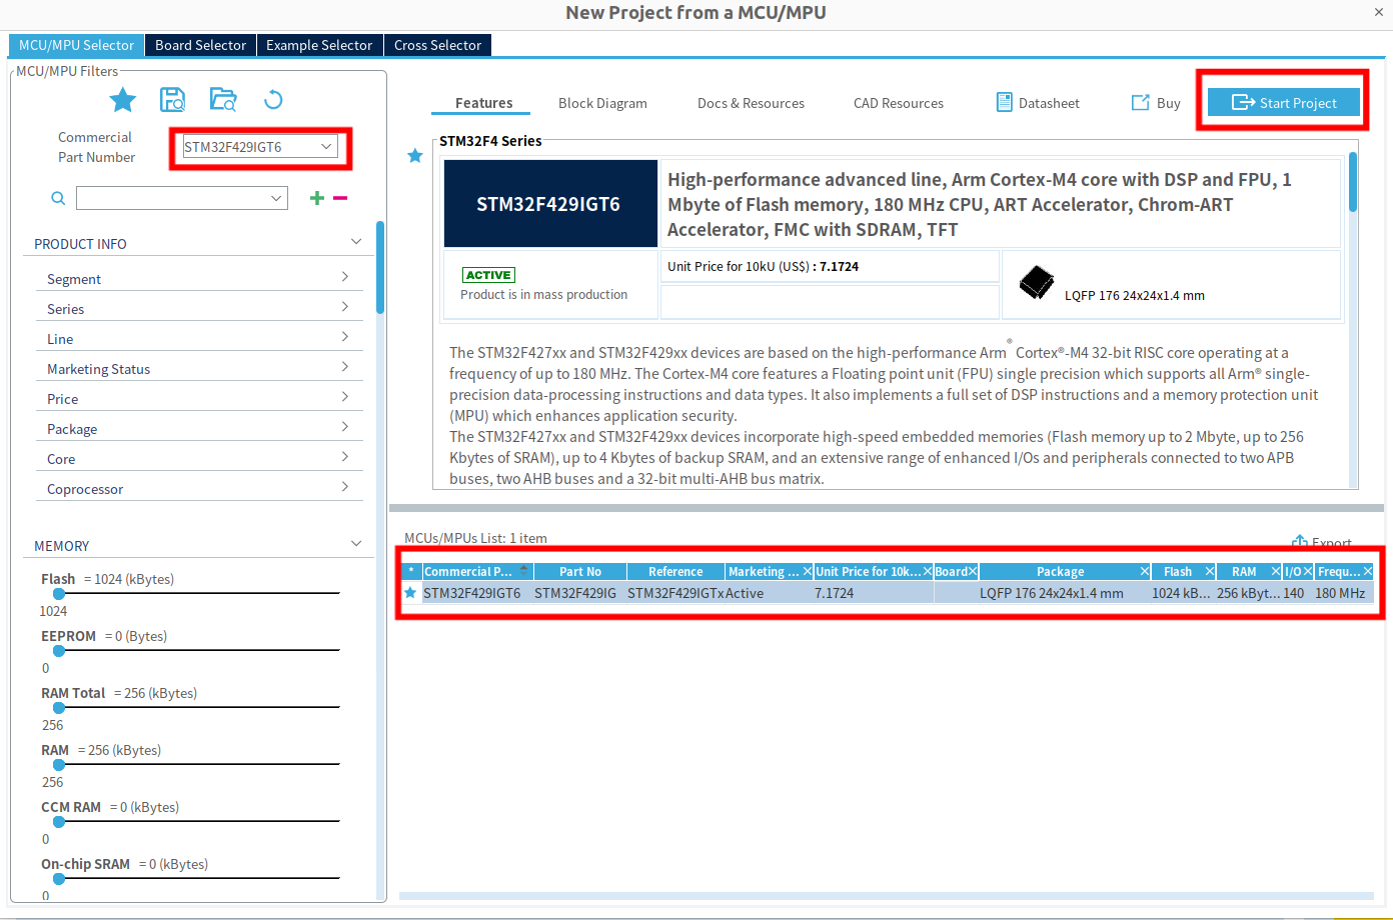 New Project from a MCU/MPU
×
MCU/MPU Selector
Board Selector
Example Selector
Cross Selector
MCU/MPU Filters
Commercial
Part Number
STM32F429IGT6
PRODUCT INFO
Segment
Series
Line
Marketing Status
Price
Package
Core
Coprocessor
MEMORY
Flash = 1024 (kBytes)
1024
EEPROM = 0 (Bytes)
0
RAM Total = 256 (kBytes)
256
RAM = 256 (kBytes)
256
CCM RAM = 0 (kBytes)
0
On-chip SRAM = 0 (kBytes)
0
Features
Block Diagram
Docs & Resources
CAD Resources
Datasheet
Buy
Start Project
STM32F4 Series
STM32F429IGT6
High-performance advanced line, Arm Cortex-M4 core with DSP and FPU, 1
Mbyte of Flash memory, 180 MHz CPU, ART Accelerator, Chrom-ART
Accelerator, FMC with SDRAM, TFT
ACTIVE
Product is in mass production
Unit Price for 10kU (US$) : 7.1724
LQFP 176 24x24x1.4 mm
The STM32F427xx and STM32F429xx devices are based on the high-performance Arm® Cortex®-M4 32-bit RISC core operating at a
frequency of up to 180 MHz. The Cortex-M4 core features a Floating point unit (FPU) single precision which supports all Arm® single-
precision data-processing instructions and data types. It also implements a full set of DSP instructions and a memory protection unit
(MPU) which enhances application security.
The STM32F427xx and STM32F429xx devices incorporate high-speed embedded memories (Flash memory up to 2 Mbyte, up to 256
Kbytes of SRAM), up to 4 Kbytes of backup SRAM, and an extensive range of enhanced I/Os and peripherals connected to two APB
buses, two AHB buses and a 32-bit multi-AHB bus matrix.
MCUs/MPUs List: 1 item
Export
* Commercial P... Part No Reference Marketing ...× Unit Price for 10k...× Board× Package × Flash × RAM × I/O× Frequ...×
STM32F429IGT6 STM32F429IG STM32F429IGTx Active 7.1724 LQFP 176 24x24x1.4 mm 1024 kB... 256 kByt... 140 180 MHz